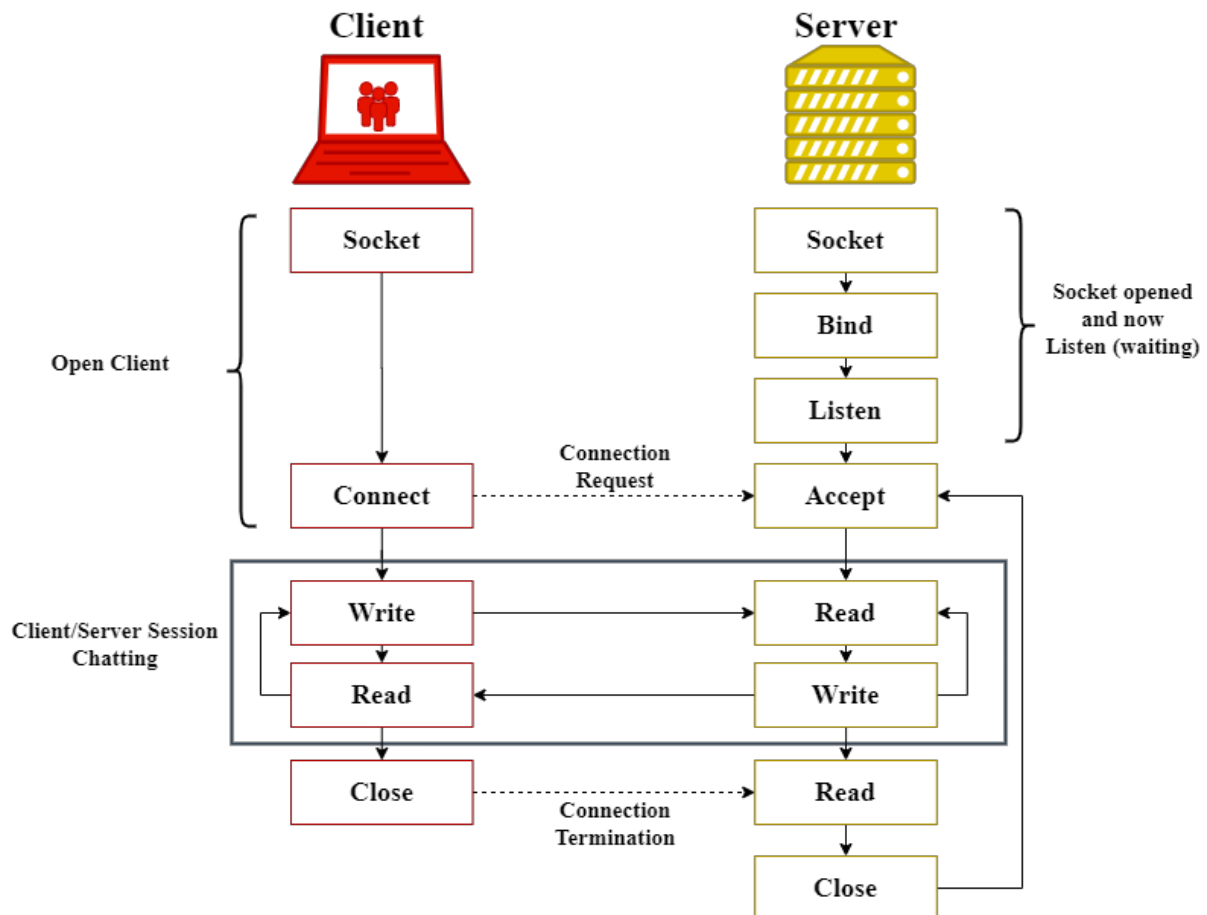 Client
Server
Socket
Socket
Bind
Socket opened
and now
Listen (waiting)
Open Client
Listen
Connection
Request
Connect
Accept
Client/Server Session
Chatting
Write
Read
Read
Write
Close
Read
Connection
Termination
Close